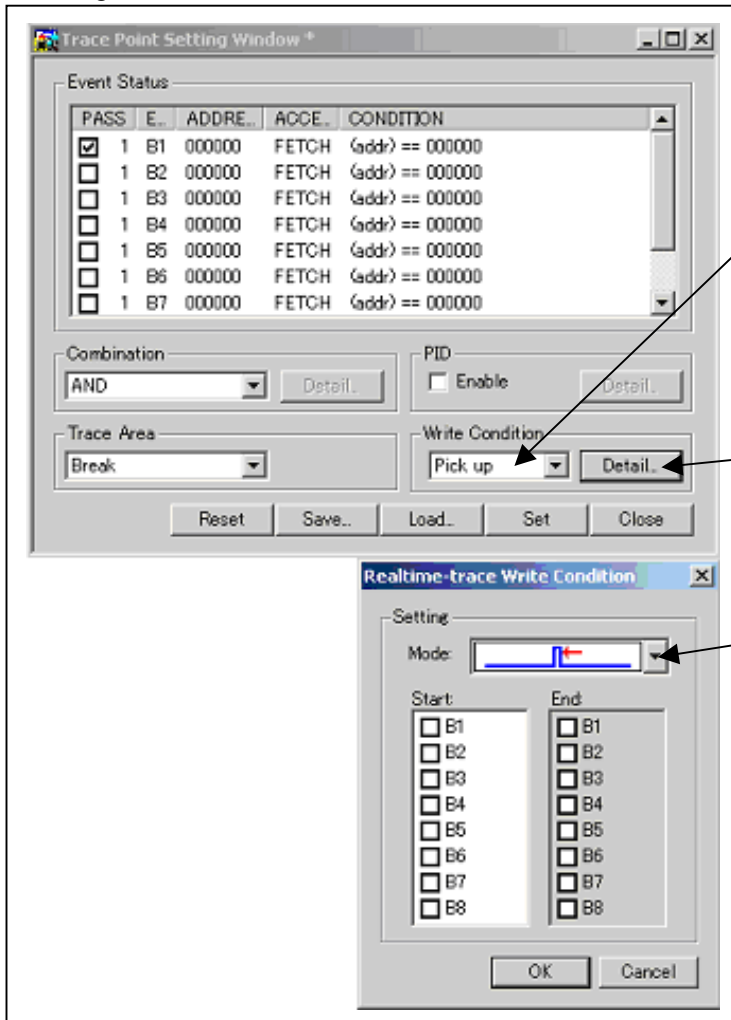 Trace Point Setting Window *
Event Status
PASS E.. ADDRE.. ACCE.. CONDITION
1 B1 000000 FETCH (addr) == 000000
1 B2 000000 FETCH (addr) == 000000
1 B3 000000 FETCH (addr) == 000000
1 B4 000000 FETCH (addr) == 000000
1 B5 000000 FETCH (addr) == 000000
1 B6 000000 FETCH (addr) == 000000
1 B7 000000 FETCH (addr) == 000000
Combination
AND Detail..
PID
Enable Detail..
Trace Area
Break
Write Condition
Pick up Detail..
Reset Save.. Load.. Set Close
Realtime-trace Write Condition
Setting
Mode:
Start: End:
B1 B1
B2 B2
B3 B3
B4 B4
B5 B5
B6 B6
B7 B7
B8 B8
OK Cancel